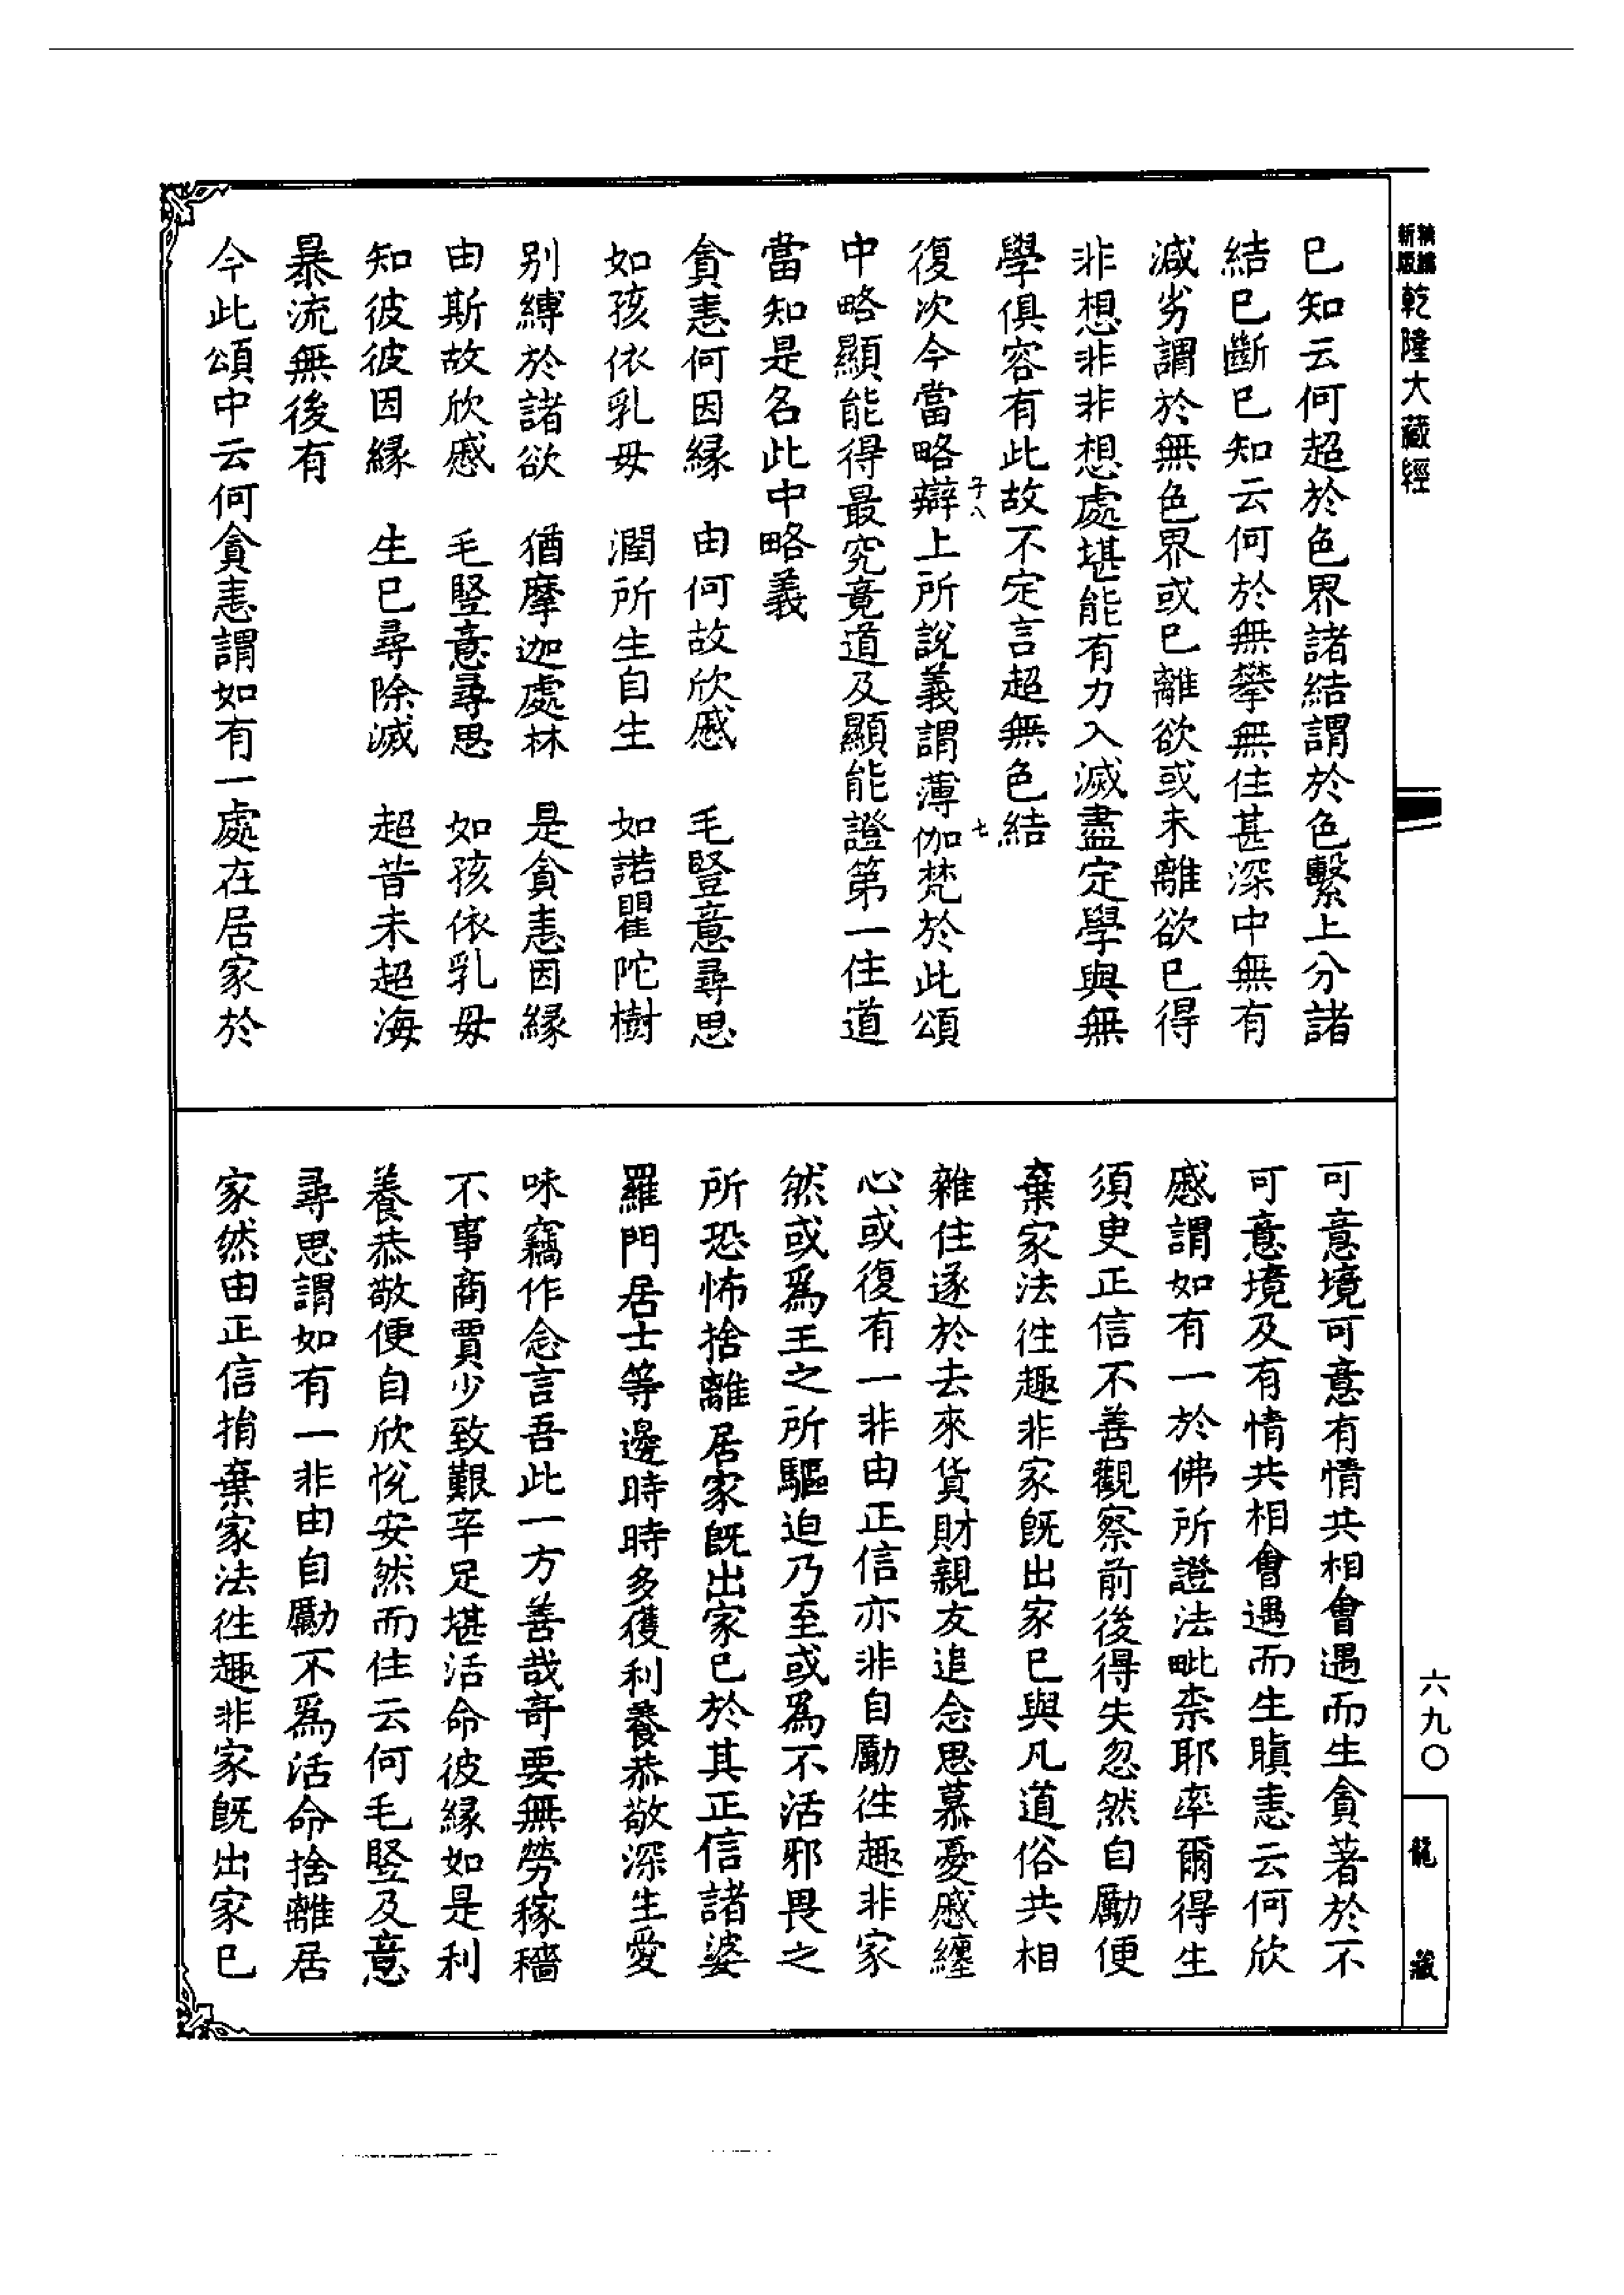 新版 精編 乾隆大藏經
已知云何超於色界諸結謂於色繫上分諸
結已斷已知云何於無攀無住甚深中無有
減劣謂於無色界或已離欲或未離欲已得
非想非非想處堪能有力入滅盡定學與無
學俱容有此故不定言超無色結
復次今當略辯上所說義謂薄伽梵於此頌
子八
七
中略顯能得最究竟道及顯能證第一住道
當知是名此中略義
貪恚何因緣　由何故欣慼　毛豎意尋思
如孩依乳母　潤所生自生　如諾瞿陀樹
別縛於諸欲　猶摩迦處林　是貪恚因緣
由斯故欣慼　毛豎意尋思　如孩依乳母
知彼彼因緣　生已尋除滅　超昔未超海
暴流無後有
今此頌中云何貪恚謂如有一處在居家於
可意境可意有情共相會遇而生貪著於不
可意境及有情共相會遇而生瞋恚云何欣
慼謂如有一於佛所證法毗柰耶率爾得生
須臾正信不善觀察前後得失忽然自勵便
棄家法往趣非家既出家已與凡道俗共相
雜住遂於去來貨財親友追念思慕憂慼纏
心或復有一非由正信亦非自勵往趣非家
然或爲王之所驅迫乃至或爲不活邪畏之
所恐怖捨離居家既出家已於其正信諸婆
羅門居士等邊時時多獲利養恭敬深生愛
味竊作念言吾此一方善哉奇要無勞稼穡
不事商賈少致艱辛足堪活命彼緣如是利
養恭敬便自欣悅安然而住云何毛豎及意
尋思謂如有一非由自勵不爲活命捨離居
家然由正信捐棄家法往趣非家既出家已
六九〇
龍藏